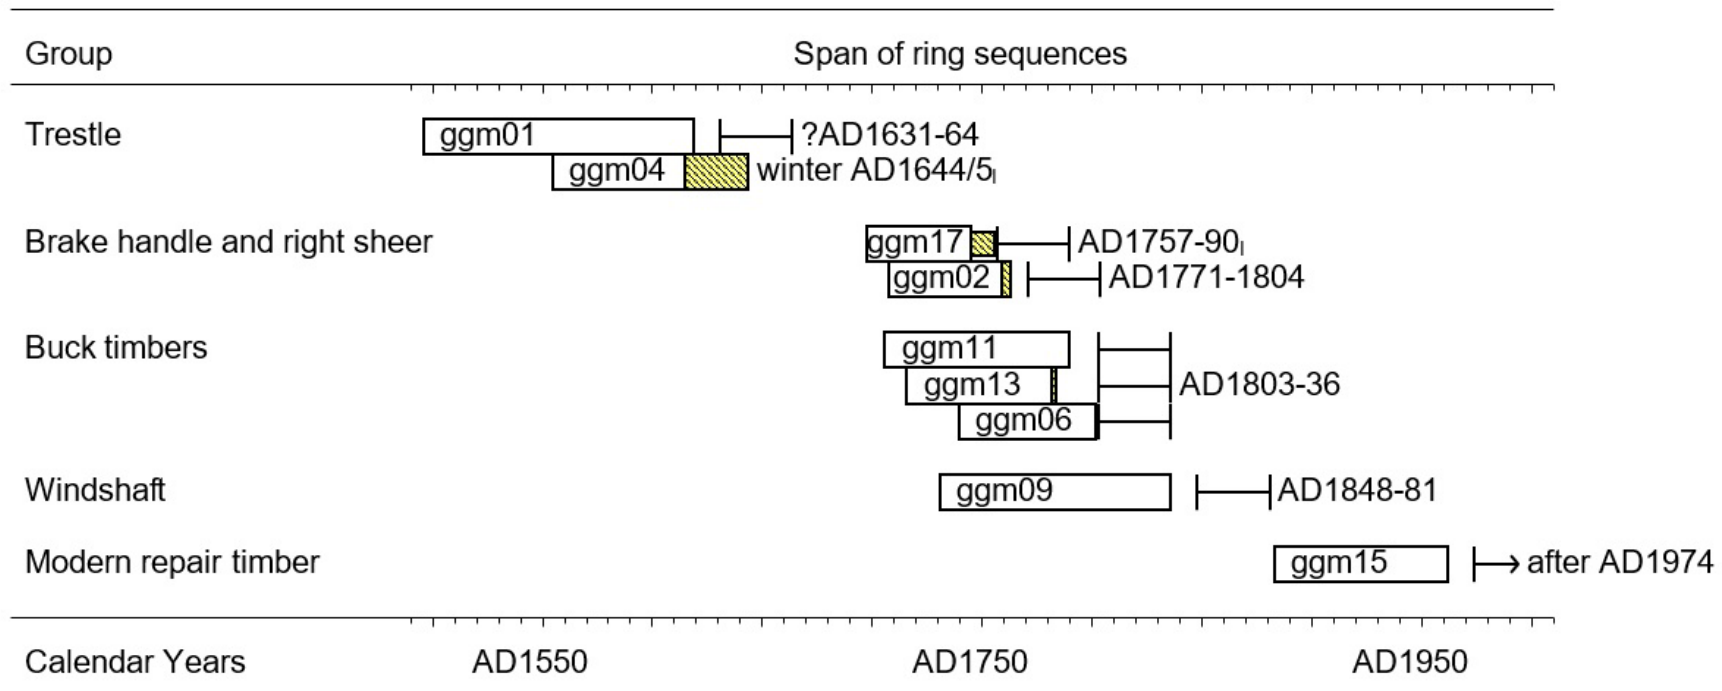 Group Span of ring sequences
Trestle ggm01 ?AD1631-64
ggm04 winter AD1644/5
Brake handle and right sheer ggm17 AD1757-90
ggm02 AD1771-1804
Buck timbers ggm11
ggm13 AD1803-36
ggm06
Windshaft ggm09 AD1848-81
Modern repair timber ggm15 after AD1974
Calendar Years AD1550 AD1750 AD1950